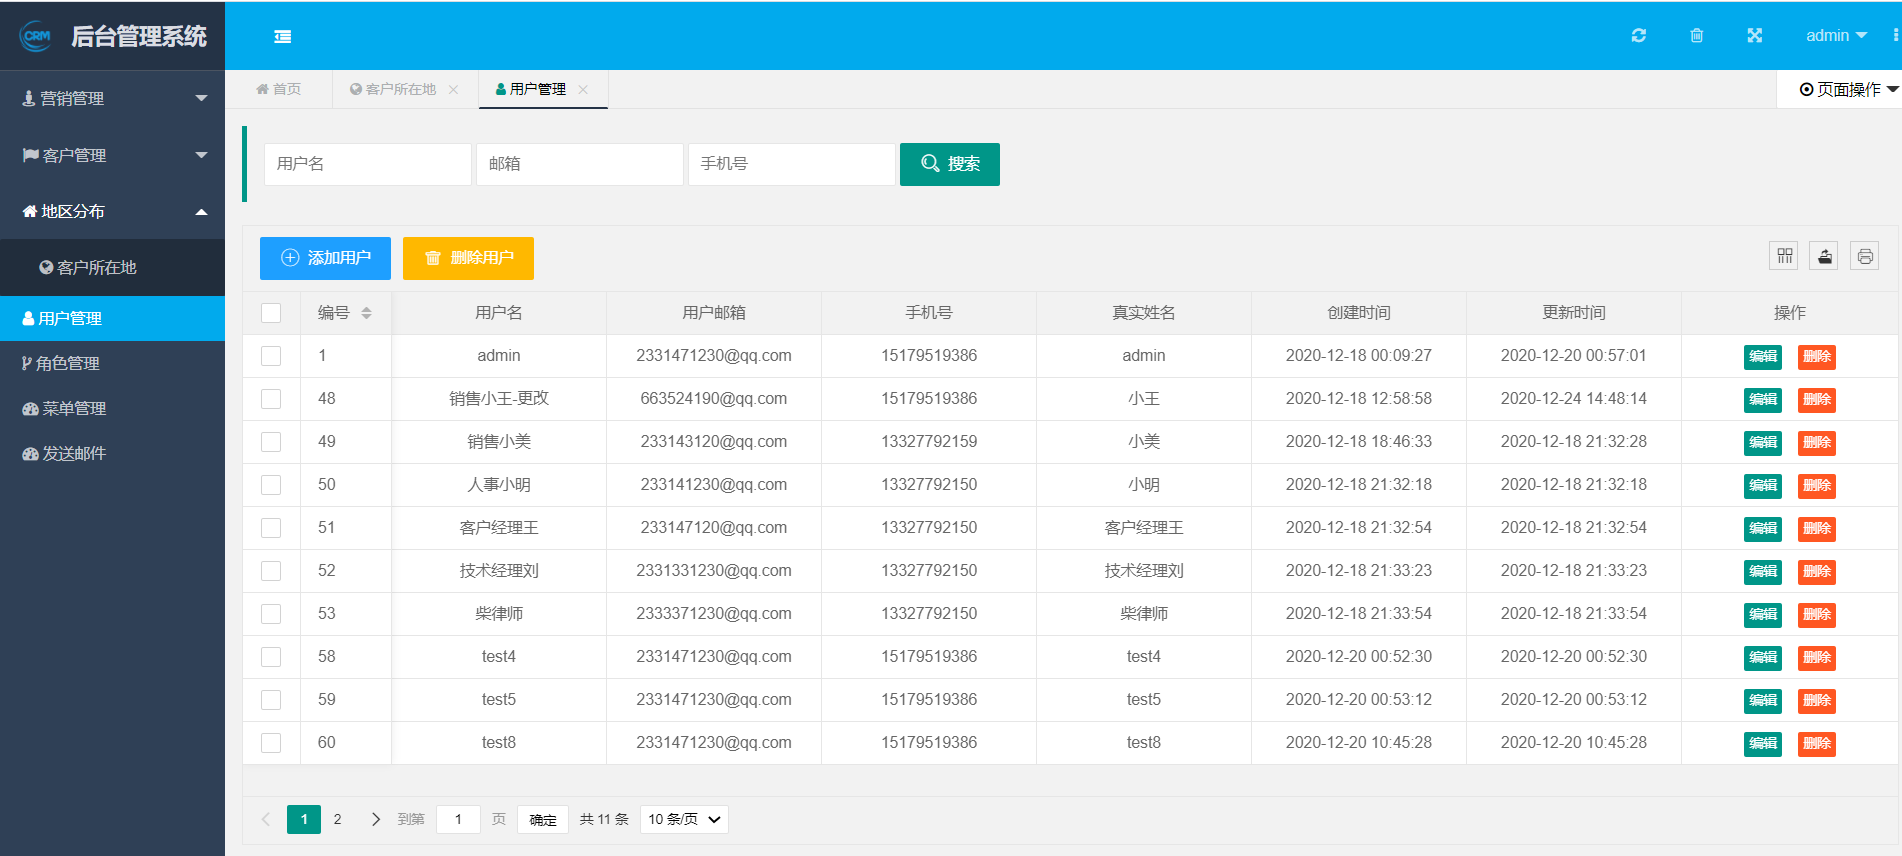 CRM 后台管理系统
admin
营销管理
客户管理
地区分布
客户所在地
用户管理
角色管理
菜单管理
发送邮件
首页 客户所在地 用户管理 页面操作
用户名 邮箱 手机号 搜索
添加用户 删除用户
编号 用户名 用户邮箱 手机号 真实姓名 创建时间 更新时间 操作
1 admin 2331471230@qq.com 15179519386 admin 2020-12-18 00:09:27 2020-12-20 00:57:01 编辑 删除
48 销售小王-更改 663524190@qq.com 15179519386 小王 2020-12-18 12:58:58 2020-12-24 14:48:14 编辑 删除
49 销售小美 233143120@qq.com 13327792159 小美 2020-12-18 18:46:33 2020-12-18 21:32:28 编辑 删除
50 人事小明 233141230@qq.com 13327792150 小明 2020-12-18 21:32:18 2020-12-18 21:32:18 编辑 删除
51 客户经理王 233147120@qq.com 13327792150 客户经理王 2020-12-18 21:32:54 2020-12-18 21:32:54 编辑 删除
52 技术经理刘 2331331230@qq.com 13327792150 技术经理刘 2020-12-18 21:33:23 2020-12-18 21:33:23 编辑 删除
53 柴律师 2333371230@qq.com 13327792150 柴律师 2020-12-18 21:33:54 2020-12-18 21:33:54 编辑 删除
58 test4 2331471230@qq.com 15179519386 test4 2020-12-20 00:52:30 2020-12-20 00:52:30 编辑 删除
59 test5 2331471230@qq.com 15179519386 test5 2020-12-20 00:53:12 2020-12-20 00:53:12 编辑 删除
60 test8 2331471230@qq.com 15179519386 test8 2020-12-20 10:45:28 2020-12-20 10:45:28 编辑 删除
1 2 到第 1 页 确定 共 11 条 10 条/页